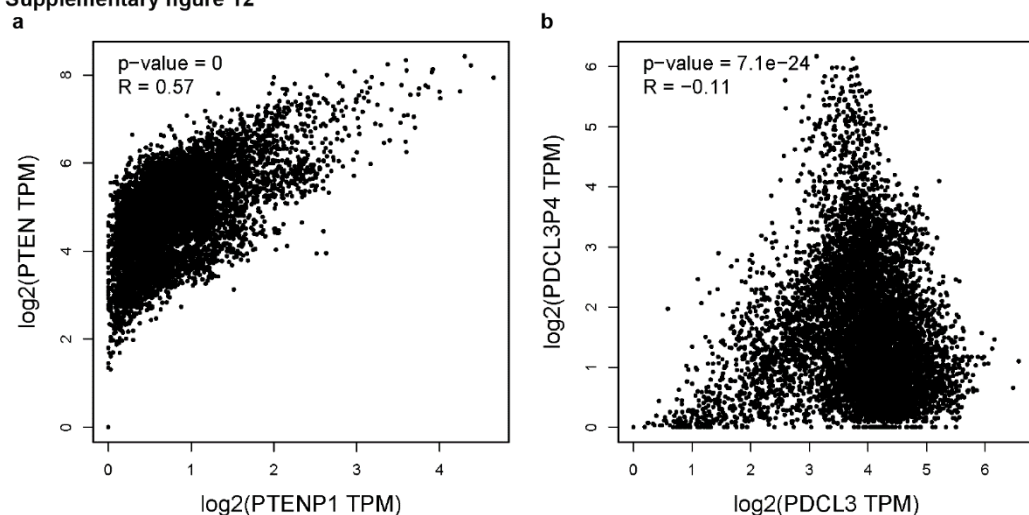 Supplementary figure 12
a
b
p-value = 0
R = 0.57
log2(PTEN TPM)
8
6
4
2
0
0 1 2 3 4
log2(PTENP1 TPM)
p-value = 7.1e−24
R = −0.11
log2(PDCL3P4 TPM)
6
5
4
3
2
1
0
0 1 2 3 4 5 6
log2(PDCL3 TPM)